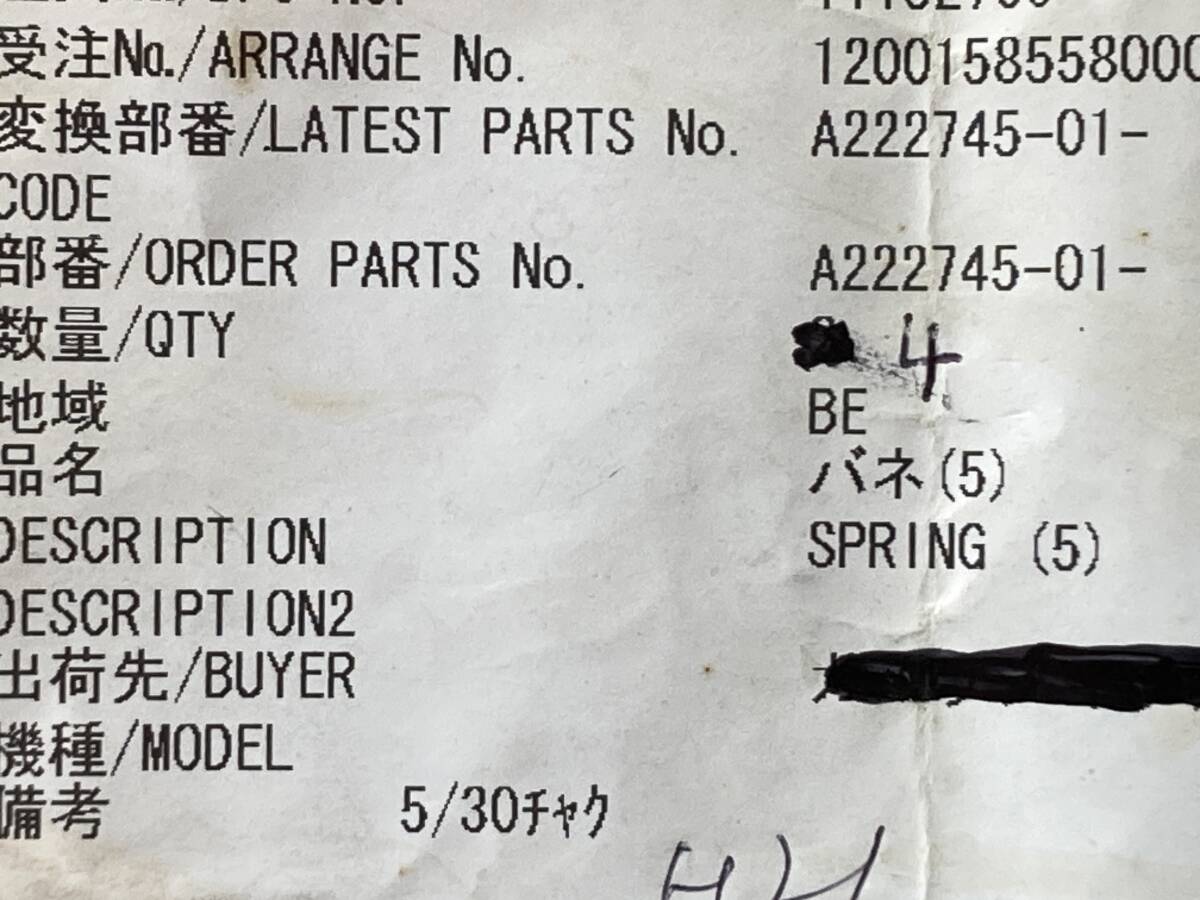 受注No./ARRANGE No. 1200158558000
変換部番/LATEST PARTS No. A222745-01-
CODE
部番/ORDER PARTS No. A222745-01-
数量/QTY 4
地域 BE
品名 バネ(5)
DESCRIPTION SPRING (5)
DESCRIPTION2
出荷先/BUYER
機種/MODEL
備考 5/30ﾁｬｸ